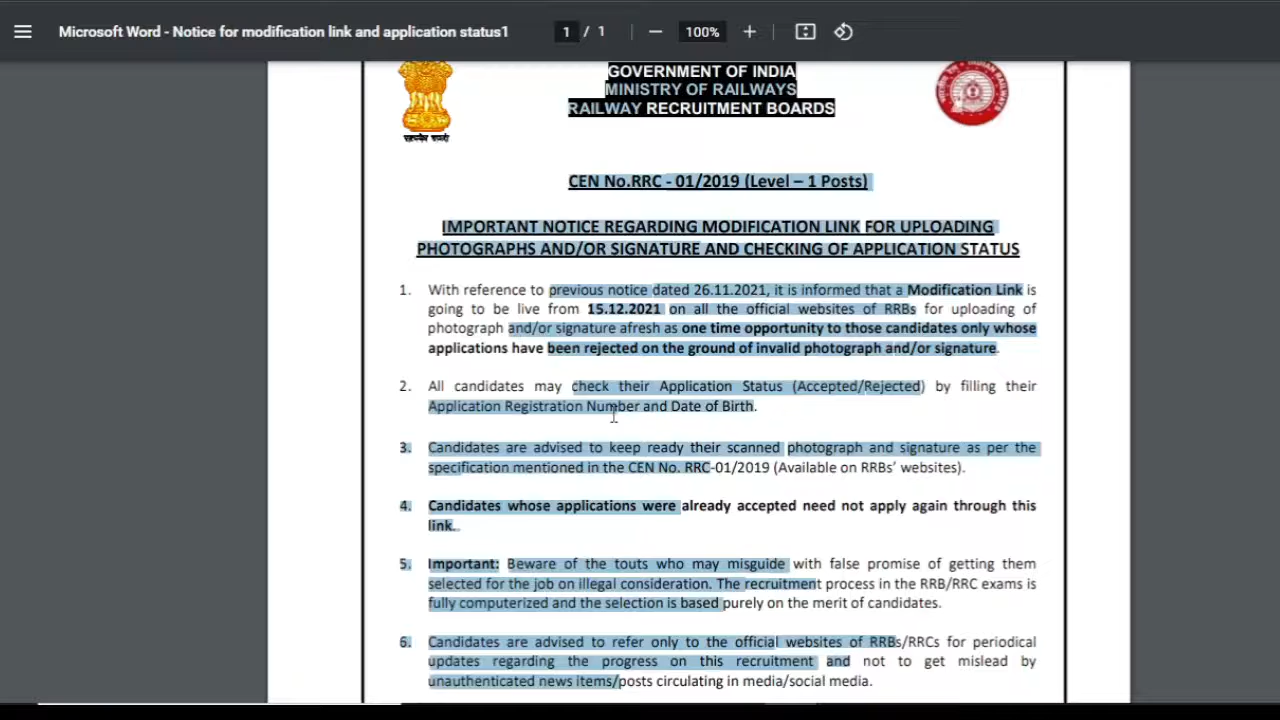 Microsoft Word - Notice for modification link and application status1
1 / 1
100%
GOVERNMENT OF INDIA
MINISTRY OF RAILWAYS
RAILWAY RECRUITMENT BOARDS
सत्यमेव जयते
CEN No.RRC - 01/2019 (Level – 1 Posts)
IMPORTANT NOTICE REGARDING MODIFICATION LINK FOR UPLOADING
PHOTOGRAPHS AND/OR SIGNATURE AND CHECKING OF APPLICATION STATUS
1. With reference to previous notice dated 26.11.2021, it is informed that a Modification Link is
going to be live from 15.12.2021 on all the official websites of RRBs for uploading of
photograph and/or signature afresh as one time opportunity to those candidates only whose
applications have been rejected on the ground of invalid photograph and/or signature.
2. All candidates may check their Application Status (Accepted/Rejected) by filling their
Application Registration Number and Date of Birth.
3. Candidates are advised to keep ready their scanned photograph and signature as per the
specification mentioned in the CEN No. RRC-01/2019 (Available on RRBs' websites).
4. Candidates whose applications were already accepted need not apply again through this
link.
5. Important: Beware of the touts who may misguide with false promise of getting them
selected for the job on illegal consideration. The recruitment process in the RRB/RRC exams is
fully computerized and the selection is based purely on the merit of candidates.
6. Candidates are advised to refer only to the official websites of RRBs/RRCs for periodical
updates regarding the progress on this recruitment and not to get mislead by
unauthenticated news items/posts circulating in media/social media.